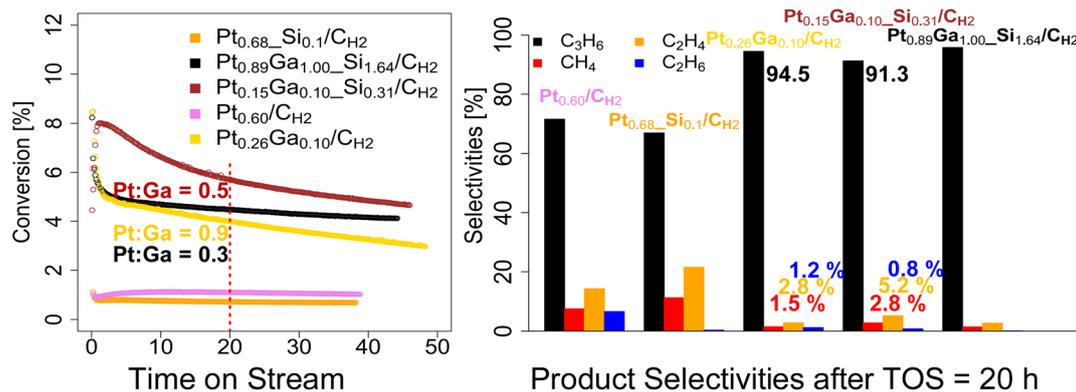 12
10
8
6
4
2
0
Conversion [%]
Pt0.68_Si0.1/CH2
Pt0.89Ga1.00_Si1.64/CH2
Pt0.15Ga0.10_Si0.31/CH2
Pt0.60/CH2
Pt0.26Ga0.10/CH2
Pt:Ga = 0.5
Pt:Ga = 0.9
Pt:Ga = 0.3
0 10 20 30 40 50
Time on Stream
100
80
60
40
20
0
Selectivities [%]
C3H6
CH4
C2H4
C2H6
Pt0.60/CH2
Pt0.68_Si0.1/CH2
Pt0.26Ga0.10/CH2
Pt0.15Ga0.10_Si0.31/CH2
Pt0.89Ga1.00_Si1.64/CH2
94.5
91.3
1.2 %
2.8 %
1.5 %
0.8 %
5.2 %
2.8 %
Product Selectivities after TOS = 20 h